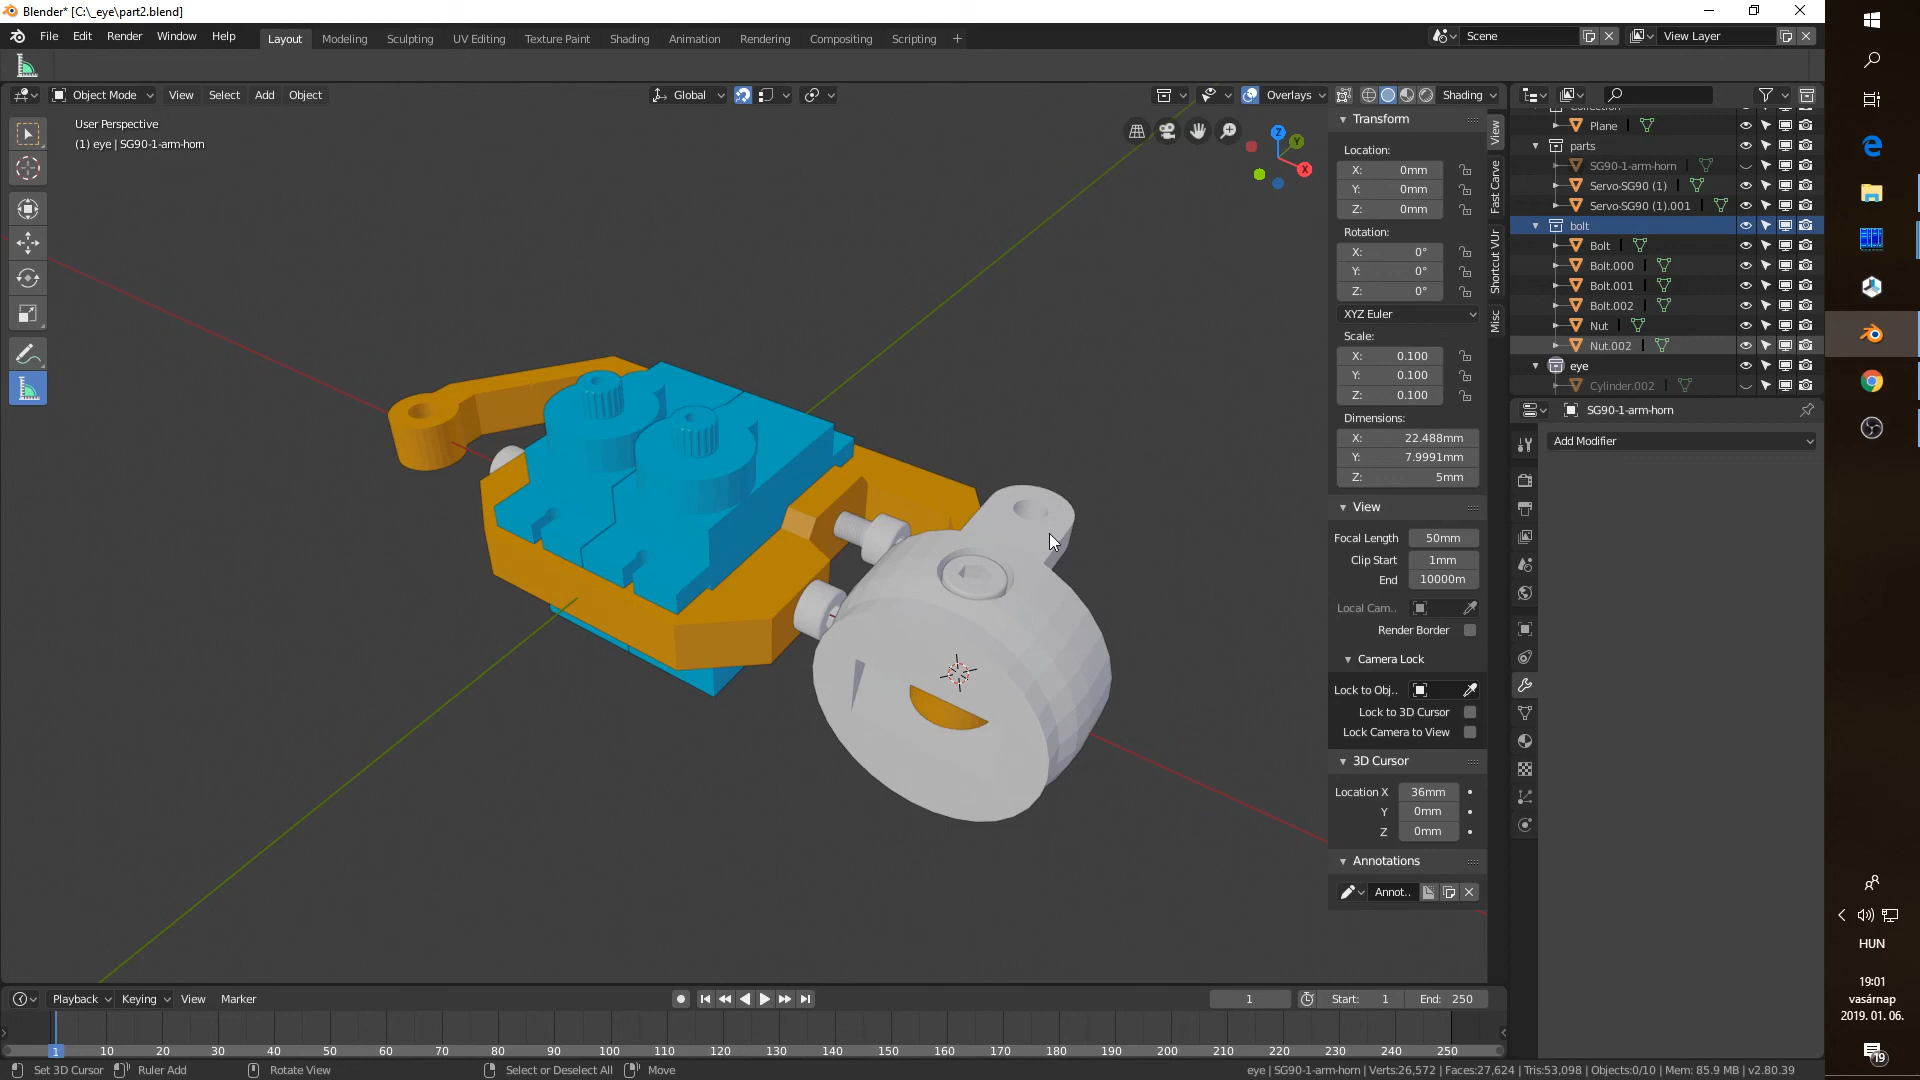 Blender* [C:\_eye\part2.blend]
File Edit Render Window Help
Layout Modeling Sculpting UV Editing Texture Paint Shading Animation Rendering Compositing Scripting +
Scene
View Layer
Object Mode View Select Add Object
Global
Overlays
Shading
User Perspective
(1) eye | SG90-1-arm-horn
Z
Y
X
View
Fast Carve
Shortcut VUr
Misc
Transform
Location:
X: 0mm
Y: 0mm
Z: 0mm
Rotation:
X: 0°
Y: 0°
Z: 0°
XYZ Euler
Scale:
X: 0.100
Y: 0.100
Z: 0.100
Dimensions:
X: 22.488mm
Y: 7.9991mm
Z: 5mm
View
Focal Length 50mm
Clip Start 1mm
End 10000m
Local Cam..
Render Border
Camera Lock
Lock to Obj..
Lock to 3D Cursor
Lock Camera to View
3D Cursor
Location X 36mm
Y 0mm
Z 0mm
Annotations
Annot..
Plane
parts
SG90-1-arm-horn
Servo-SG90 (1)
Servo-SG90 (1).001
bolt
Bolt
Bolt.000
Bolt.001
Bolt.002
Nut
Nut.002
eye
Cylinder.002
SG90-1-arm-horn
Add Modifier
Playback Keying View Marker
1
Start: 1
End: 250
1 10 20 30 40 50 60 70 80 90 100 110 120 130 140 150 160 170 180 190 200 210 220 230 240 250
Set 3D Cursor Ruler Add Rotate View Select or Deselect All Move
eye | SG90-1-arm-horn | Verts:26,572 | Faces:27,624 | Tris:53,098 | Objects:0/10 | Mem: 85.9 MB | v2.80.39
HUN
19:01
vasárnap
2019. 01. 06.
19